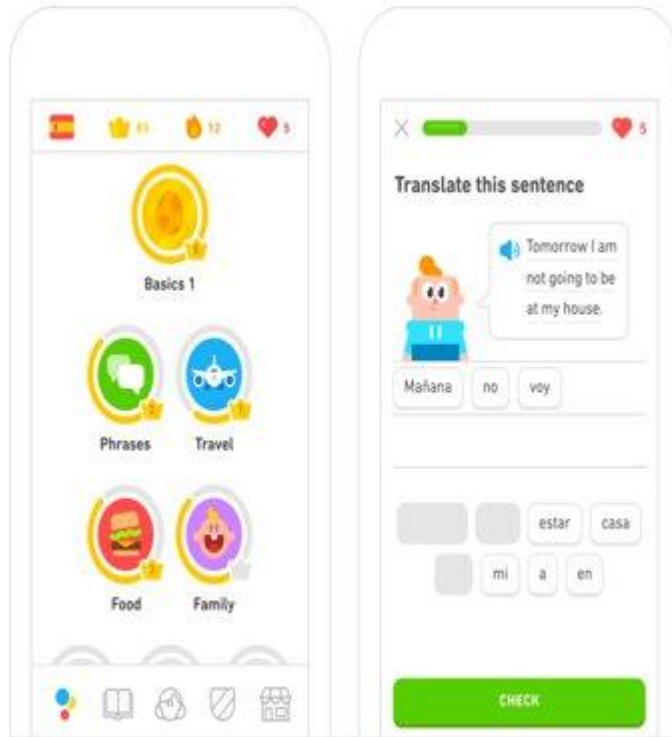 12
5
Basics 1
Phrases
Travel
Food
Family
5
Translate this sentence
Tomorrow I am
not going to be
at my house.
Mañana no voy
estar casa
mi a en
CHECK